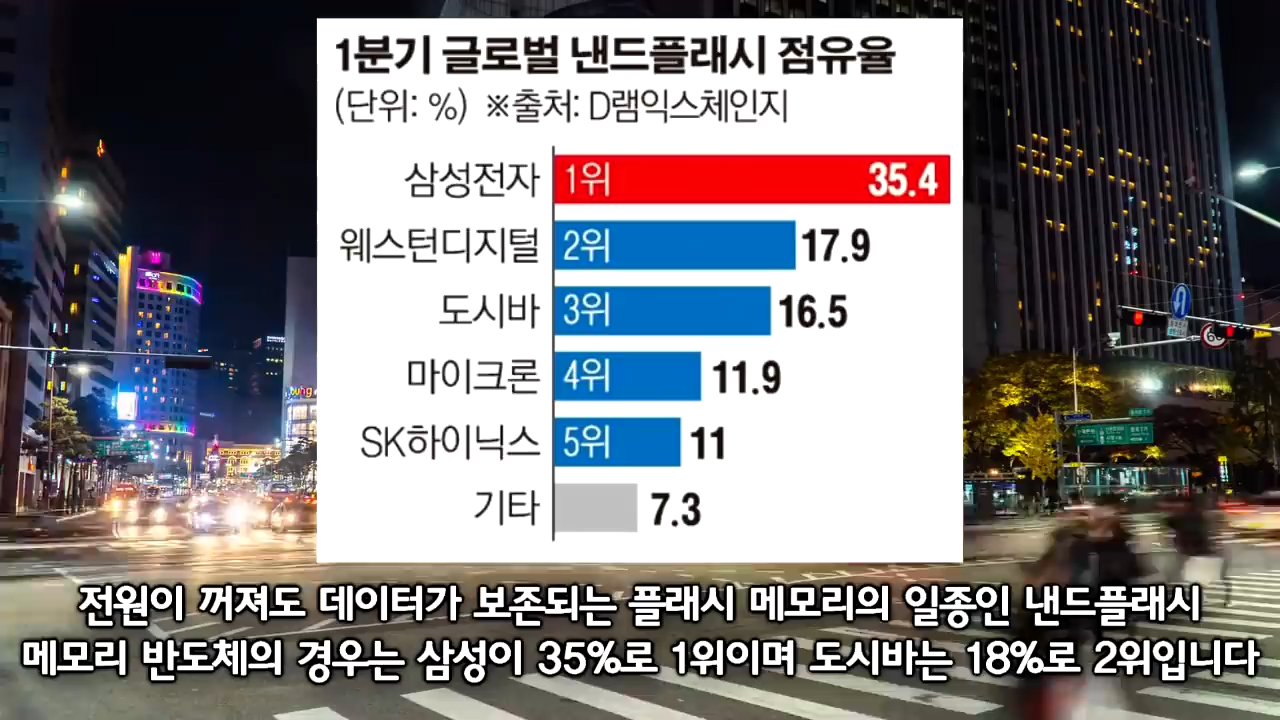 1분기 글로벌 낸드플래시 점유율
(단위: %) ※출처: D램익스체인지
삼성전자 1위 35.4
웨스턴디지털 2위 17.9
도시바 3위 16.5
마이크론 4위 11.9
SK하이닉스 5위 11
기타 7.3
전원이 꺼져도 데이터가 보존되는 플래시 메모리의 일종인 낸드플래시
메모리 반도체의 경우는 삼성이 35%로 1위이며 도시바는 18%로 2위입니다